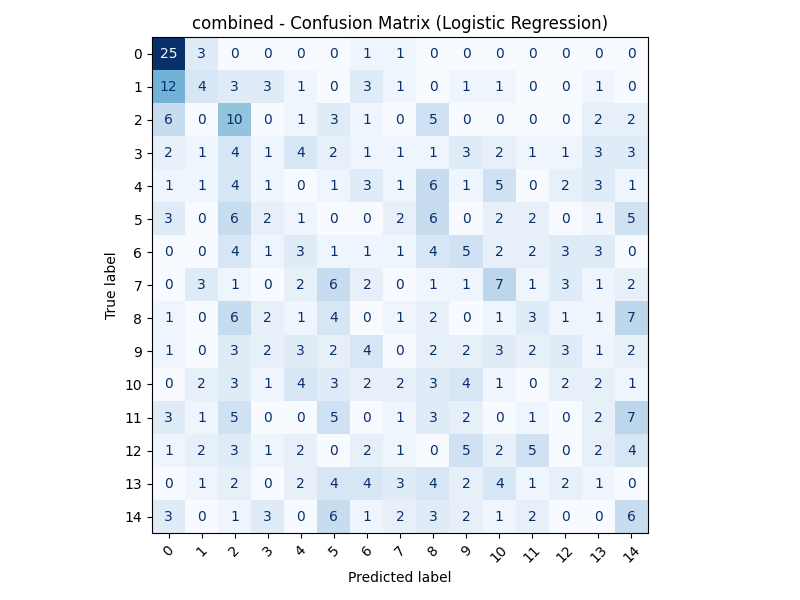 combined - Confusion Matrix (Logistic Regression)
True label
0 25 3 0 0 0 0 1 1 0 0 0 0 0 0 0
1 12 4 3 3 1 0 3 1 0 1 1 0 0 1 0
2 6 0 10 0 1 3 1 0 5 0 0 0 0 2 2
3 2 1 4 1 4 2 1 1 1 3 2 1 1 3 3
4 1 1 4 1 0 1 3 1 6 1 5 0 2 3 1
5 3 0 6 2 1 0 0 2 6 0 2 2 0 1 5
6 0 0 4 1 3 1 1 1 4 5 2 2 3 3 0
7 0 3 1 0 2 6 2 0 1 1 7 1 3 1 2
8 1 0 6 2 1 4 0 1 2 0 1 3 1 1 7
9 1 0 3 2 3 2 4 0 2 2 3 2 3 1 2
10 0 2 3 1 4 3 2 2 3 4 1 0 2 2 1
11 3 1 5 0 0 5 0 1 3 2 0 1 0 2 7
12 1 2 3 1 2 0 2 1 0 5 2 5 0 2 4
13 0 1 2 0 2 4 4 3 4 2 4 1 2 1 0
14 3 0 1 3 0 6 1 2 3 2 1 2 0 0 6
0 1 2 3 4 5 6 7 8 9 10 11 12 13 14
Predicted label